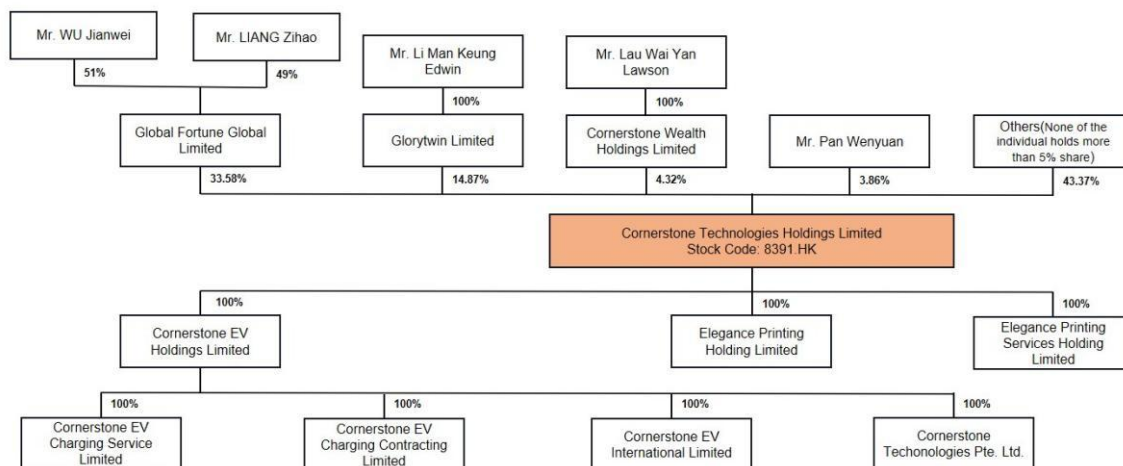 Mr. WU Jianwei
Mr. LIANG Zihao
Mr. Li Man Keung
Edwin
Mr. Lau Wai Yan
Lawson
51%
49%
100%
100%
Global Fortune Global
Limited
Glorytwin Limited
Cornerstone Wealth
Holdings Limited
Mr. Pan Wenyuan
Others(None of the
individual holds more
than 5% share)
33.58%
14.87%
4.32%
3.86%
43.37%
Cornerstone Technologies Holdings Limited
Stock Code: 8391.HK
100%
100%
100%
Cornerstone EV
Holdings Limited
Elegance Printing
Holding Limited
Elegance Printing
Services Holding
Limited
100%
100%
100%
100%
Cornerstone EV
Charging Service
Limited
Cornerstone EV
Charging Contracting
Limited
Cornerstone EV
International Limited
Cornerstone
Techonologies Pte. Ltd.